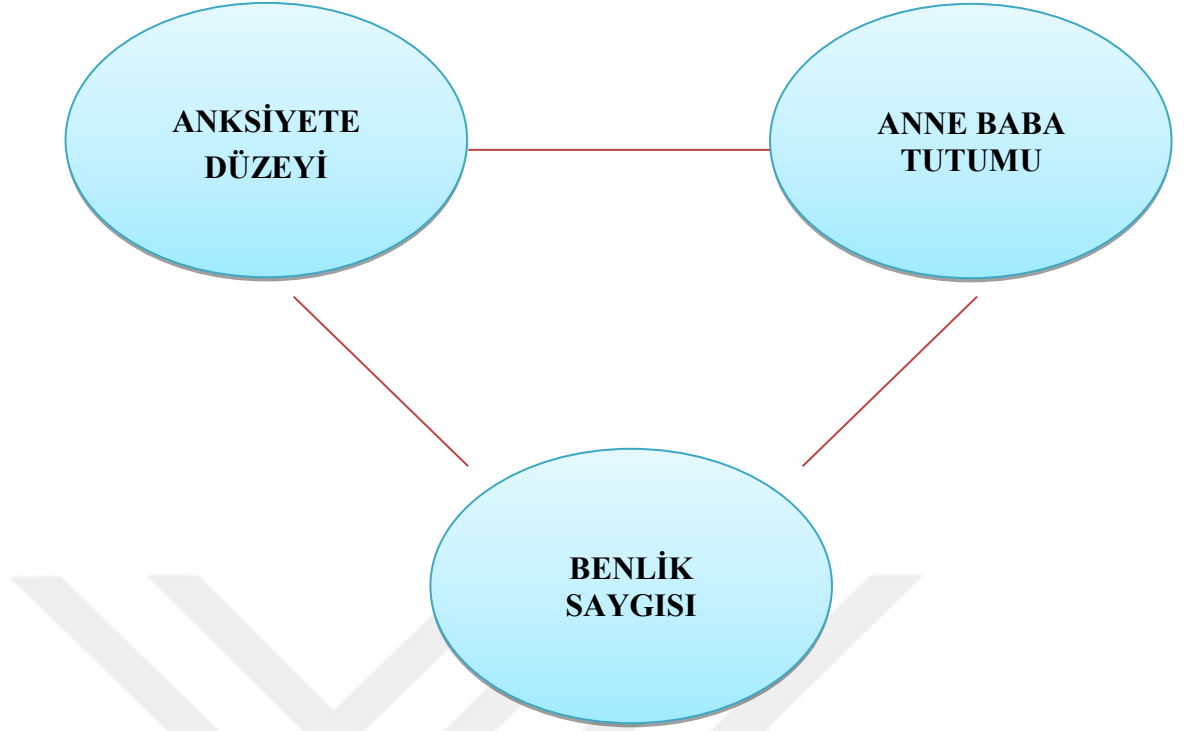 ANKSİYETE
DÜZEYİ
ANNE BABA
TUTUMU
BENLİK
SAYGISI